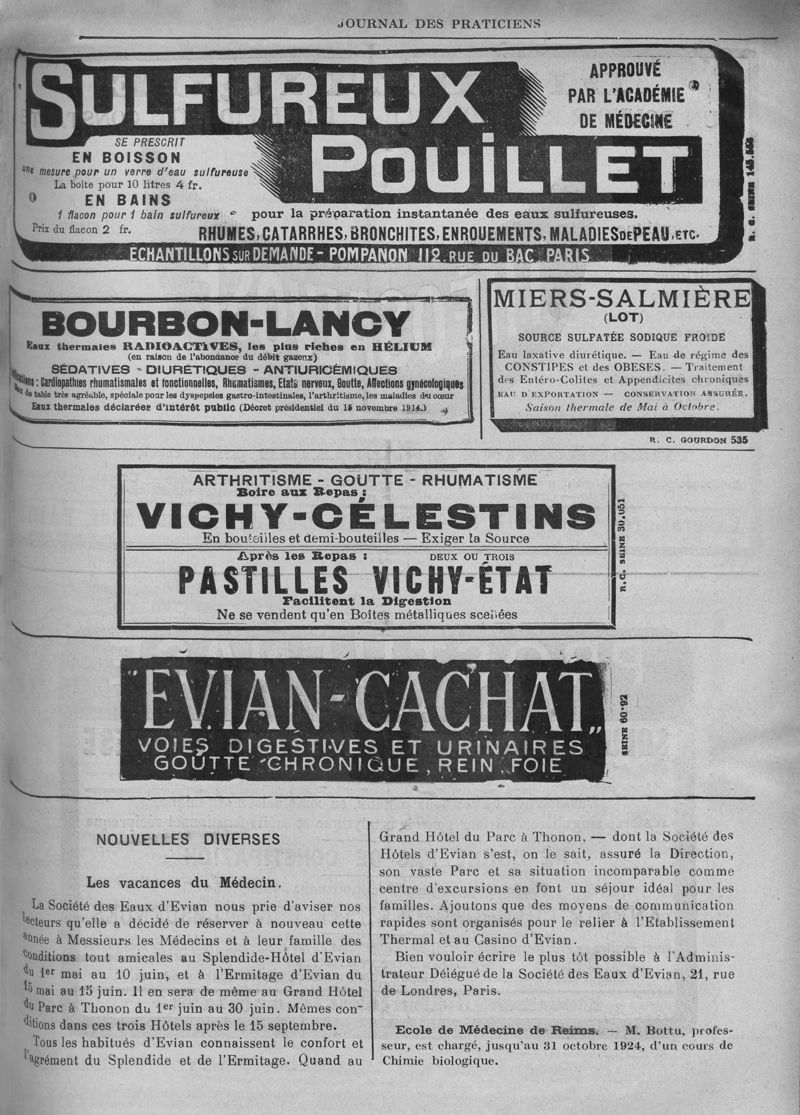 JOURNAL DES PRATICIENS
SULFUREUX
POUILLET
APPROUVÉ
PAR L'ACADÉMIE
DE MÉDECINE
SE PRESCRIT
EN BOISSON
une mesure pour un verre d'eau sulfureuse
La boîte pour 10 litres 4 fr.
EN BAINS
1 flacon pour 1 bain sulfureux
Prix du flacon 2 fr.
pour la préparation instantanée des eaux sulfureuses.
RHUMES, CATARRHES, BRONCHITES, ENROUEMENTS, MALADIES DE PEAU, ETC.
ECHANTILLONS SUR DEMANDE - POMPANON 112, RUE DU BAC, PARIS
BOURBON-LANCY
Eaux thermales RADIOACTIVES, les plus riches en HÉLIUM
(en raison de l'abondance du débit gazeux)
SÉDATIVES - DIURÉTIQUES - ANTIURICÉMIQUES
: Cardiopathies rhumatismales et fonctionnelles, Rhumatismes, Etats nerveux, Goutte, Affections gynécologiques
de table très agréable, spéciale pour les dyspepsies gastro-intestinales, l'arthritisme, les maladies du cœur
Eaux thermales déclarées d'intérêt public (Décret présidentiel du 15 novembre 1914.)
MIERS-SALMIÈRE
(LOT)
SOURCE SULFATÉE SODIQUE FROIDE
Eau laxative diurétique. — Eau de régime des
CONSTIPES et des OBESES. — Traitement
des Entéro-Colites et Appendicites chroniques
EAU D'EXPORTATION — CONSERVATION ASSURÉE.
Saison thermale de Mai à Octobre.
R. C. GOURDON 535
ARTHRITISME - GOUTTE - RHUMATISME
Boire aux Repas :
VICHY-CÉLESTINS
En bouteilles et demi-bouteilles — Exiger la Source
Après les Repas : DEUX OU TROIS
PASTILLES VICHY-ÉTAT
Facilitent la Digestion
Ne se vendent qu'en Boîtes métalliques scellées
R.C. SEINE 30.051
"EVIAN-CACHAT"
VOIES DIGESTIVES ET URINAIRES
GOUTTE CHRONIQUE, REIN, FOIE
SEINE 60-92
NOUVELLES DIVERSES
Les vacances du Médecin.
La Société des Eaux d'Evian nous prie d'aviser nos
lecteurs qu'elle a décidé de réserver à nouveau cette
année à Messieurs les Médecins et à leur famille des
conditions tout amicales au Splendide-Hôtel d'Evian
du 1er mai au 10 juin, et à l'Ermitage d'Evian du
15 mai au 15 juin. Il en sera de même au Grand Hôtel
du Parc à Thonon du 1er juin au 30 juin. Mêmes con-
ditions dans ces trois Hôtels après le 15 septembre.
Tous les habitués d'Evian connaissent le confort et
l'agrément du Splendide et de l'Ermitage. Quand au
Grand Hôtel du Parc à Thonon, — dont la Société des
Hôtels d'Evian s'est, on le sait, assuré la Direction,
son vaste Parc et sa situation incomparable comme
centre d'excursions en font un séjour idéal pour les
familles. Ajoutons que des moyens de communication
rapides sont organisés pour le relier à l'Etablissement
Thermal et au Casino d'Evian.
Bien vouloir écrire le plus tôt possible à l'Adminis-
trateur Délégué de la Société des Eaux d'Evian, 21, rue
de Londres, Paris.
Ecole de Médecine de Reims. — M. Bottu, profes-
seur, est chargé, jusqu'au 31 octobre 1924, d'un cours de
Chimie biologique.